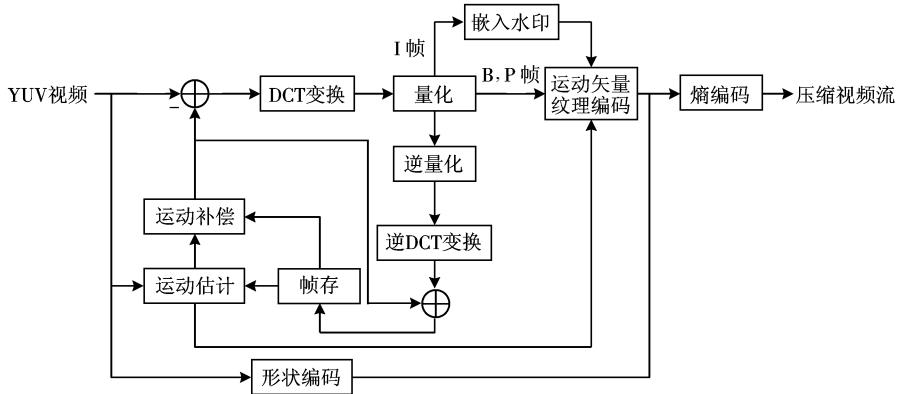 嵌入水印
I 帧
B, P 帧
YUV视频
−
DCT变换
量化
运动矢量
纹理编码
熵编码
压缩视频流
逆量化
运动补偿
逆DCT变换
运动估计
帧存
形状编码